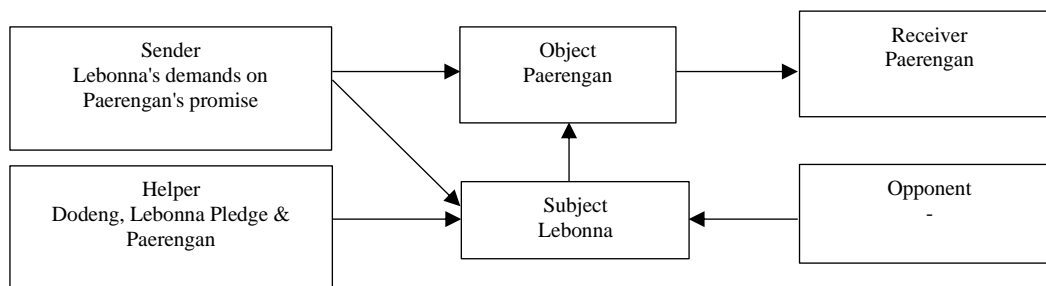 Sender
Lebonna's demands on
Paerengan's promise
Object
Paerengan
Receiver
Paerengan
Helper
Dodeng, Lebonna Pledge &
Paerengan
Subject
Lebonna
Opponent
-